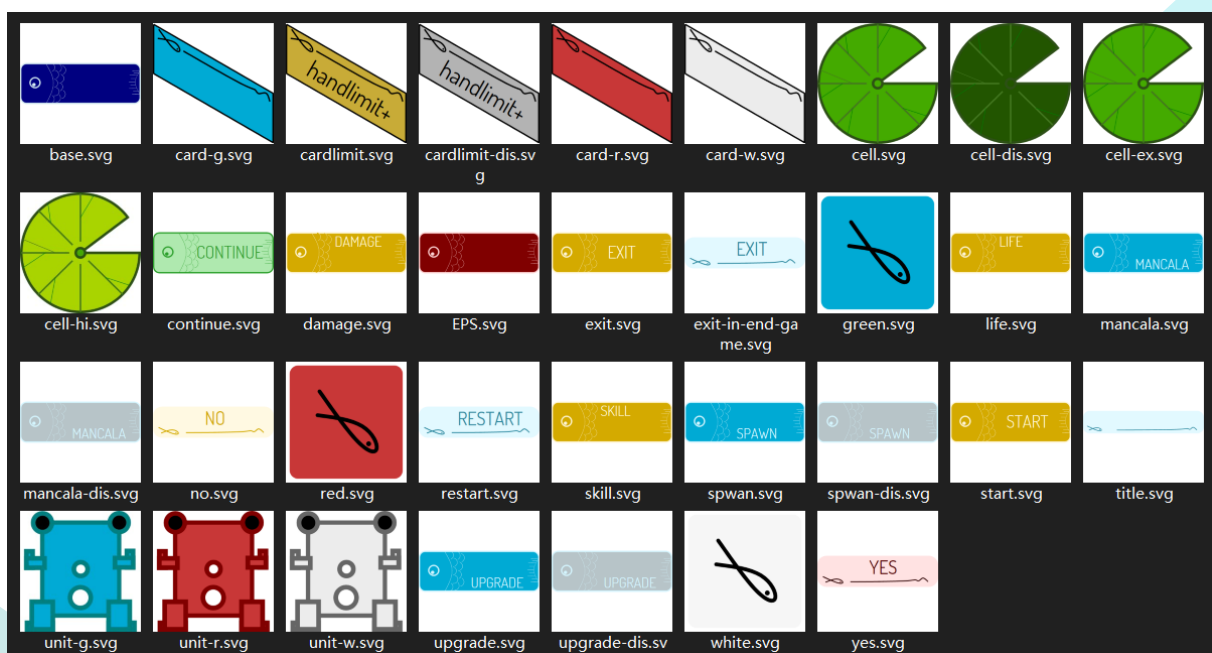 handlimit+
handlimit+
base.svg
card-g.svg
cardlimit.svg
cardlimit-dis.sv
g
card-r.svg
card-w.svg
cell.svg
cell-dis.svg
cell-ex.svg
CONTINUE
DAMAGE
EXIT
EXIT
LIFE
MANCALA
cell-hi.svg
continue.svg
damage.svg
EPS.svg
exit.svg
exit-in-end-ga
me.svg
green.svg
life.svg
mancala.svg
MANCALA
NO
RESTART
SKILL
SPAWN
SPAWN
START
mancala-dis.svg
no.svg
red.svg
restart.svg
skill.svg
spwan.svg
spwan-dis.svg
start.svg
title.svg
UPGRADE
UPGRADE
YES
unit-g.svg
unit-r.svg
unit-w.svg
upgrade.svg
upgrade-dis.sv
white.svg
yes.svg